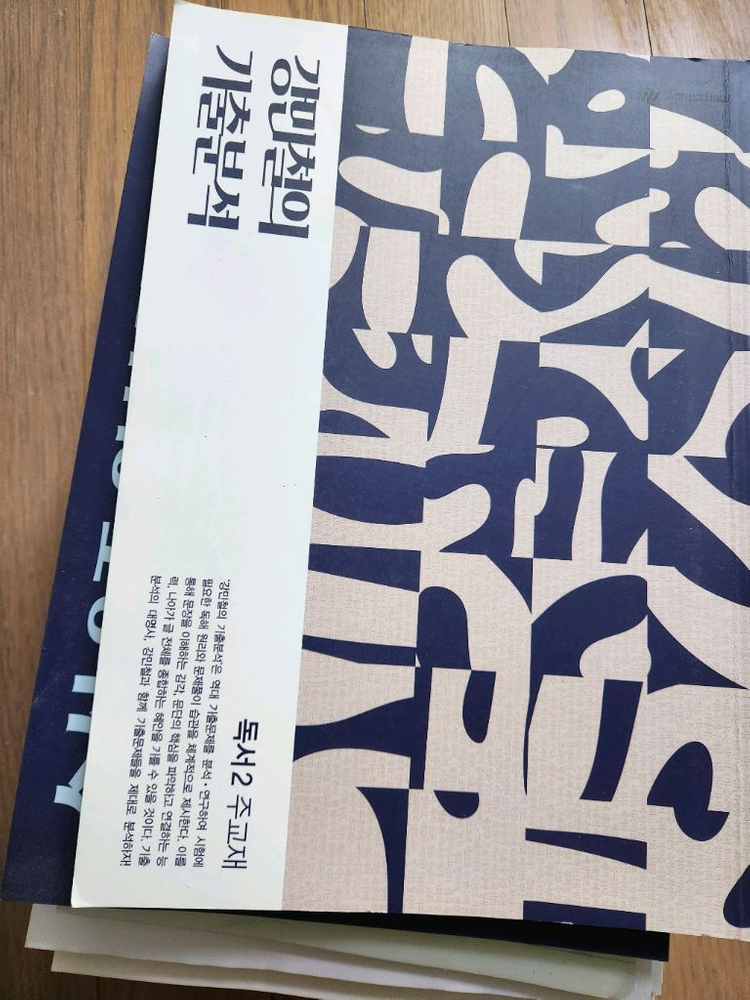 강민철의
기출분석
독서 2 주교재
강민철의 기출분석은 역대 기출문제를 분석·연구하여 시험에
필요한 독해 원리와 문제풀이 습관을 체계적으로 제시한다. 이를
통해 문장을 이해하는 감각, 문단의 핵심을 파악하고 연결하는 능
력, 나아가 글 전체를 종합하는 혜안을 가를 수 있을 것이다. 기출
분석의 대명사, 강민철과 함께 기출문제들을 제대로 분석하자!